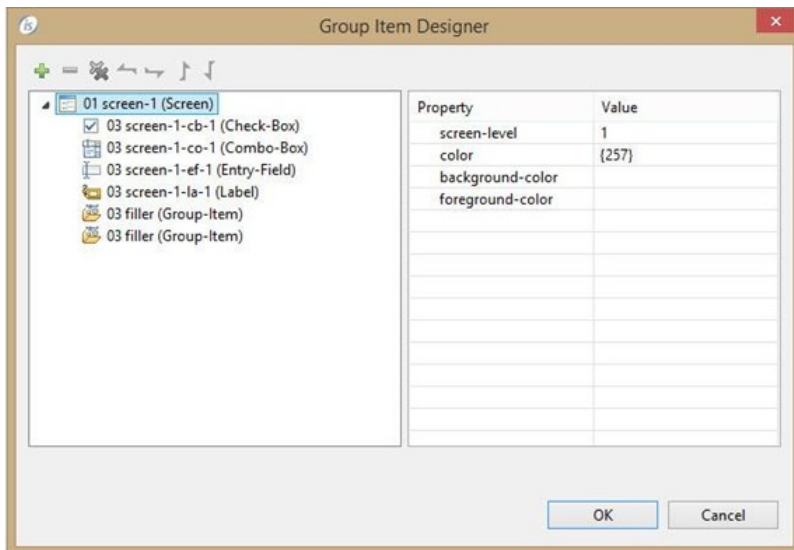 is
Group Item Designer
01 screen-1 (Screen)
03 screen-1-cb-1 (Check-Box)
03 screen-1-co-1 (Combo-Box)
03 screen-1-ef-1 (Entry-Field)
03 screen-1-la-1 (Label)
03 filler (Group-Item)
03 filler (Group-Item)
Property Value
screen-level 1
color {257}
background-color
foreground-color
OK Cancel